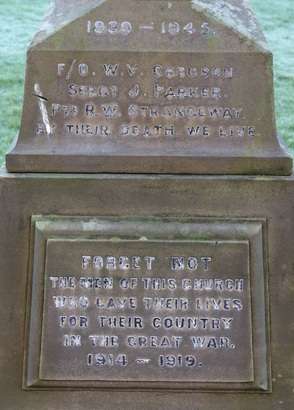 1939 – 1945.
F/O. W.V.
Sergt J. Parker.
Pte R.W. Strangeway.
By their death, we live.
FORGET NOT
THE MEN OF THIS CHURCH
WHO GAVE THEIR LIVES
FOR THEIR COUNTRY
IN THE GREAT WAR.
1914 – 1919.